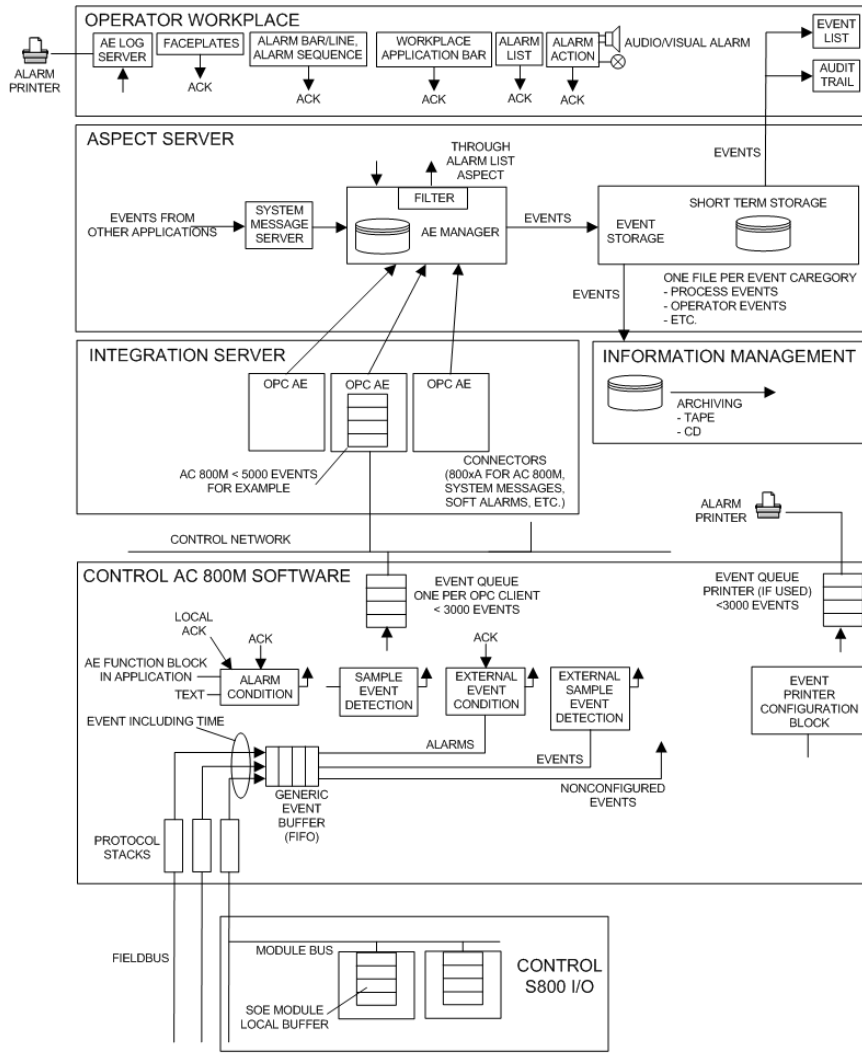 OPERATOR WORKPLACE
ALARM
PRINTER
AE LOG
SERVER
FACEPLATES
ACK
ALARM BAR/LINE,
ALARM SEQUENCE
ACK
WORKPLACE
APPLICATION BAR
ACK
ALARM
LIST
ACK
ALARM
ACTION
ACK
AUDIO/VISUAL ALARM
EVENT
LIST
AUDIT
TRAIL
ASPECT SERVER
THROUGH
ALARM LIST
ASPECT
EVENTS
EVENTS FROM
OTHER APPLICATIONS
SYSTEM
MESSAGE
SERVER
FILTER
AE MANAGER
EVENTS
SHORT TERM STORAGE
EVENT
STORAGE
EVENTS
ONE FILE PER EVENT CAREGORY
- PROCESS EVENTS
- OPERATOR EVENTS
- ETC.
INTEGRATION SERVER
OPC AE
OPC AE
OPC AE
AC 800M < 5000 EVENTS
FOR EXAMPLE
CONNECTORS
(800xA FOR AC 800M,
SYSTEM MESSAGES,
SOFT ALARMS, ETC.)
INFORMATION MANAGEMENT
ARCHIVING
- TAPE
- CD
ALARM
PRINTER
CONTROL NETWORK
CONTROL AC 800M SOFTWARE
EVENT QUEUE
ONE PER OPC CLIENT
< 3000 EVENTS
EVENT QUEUE
PRINTER (IF USED)
<3000 EVENTS
LOCAL
ACK
ACK
AE FUNCTION BLOCK
IN APPLICATION
TEXT
ALARM
CONDITION
SAMPLE
EVENT
DETECTION
ACK
EXTERNAL
EVENT
CONDITION
EXTERNAL
SAMPLE
EVENT
DETECTION
EVENT
PRINTER
CONFIGURATION
BLOCK
EVENT INCLUDING TIME
ALARMS
EVENTS
NONCONFIGURED
EVENTS
GENERIC
EVENT
BUFFER
(FIFO)
PROTOCOL
STACKS
FIELDBUS
MODULE BUS
SOE MODULE
LOCAL BUFFER
CONTROL
S800 I/O